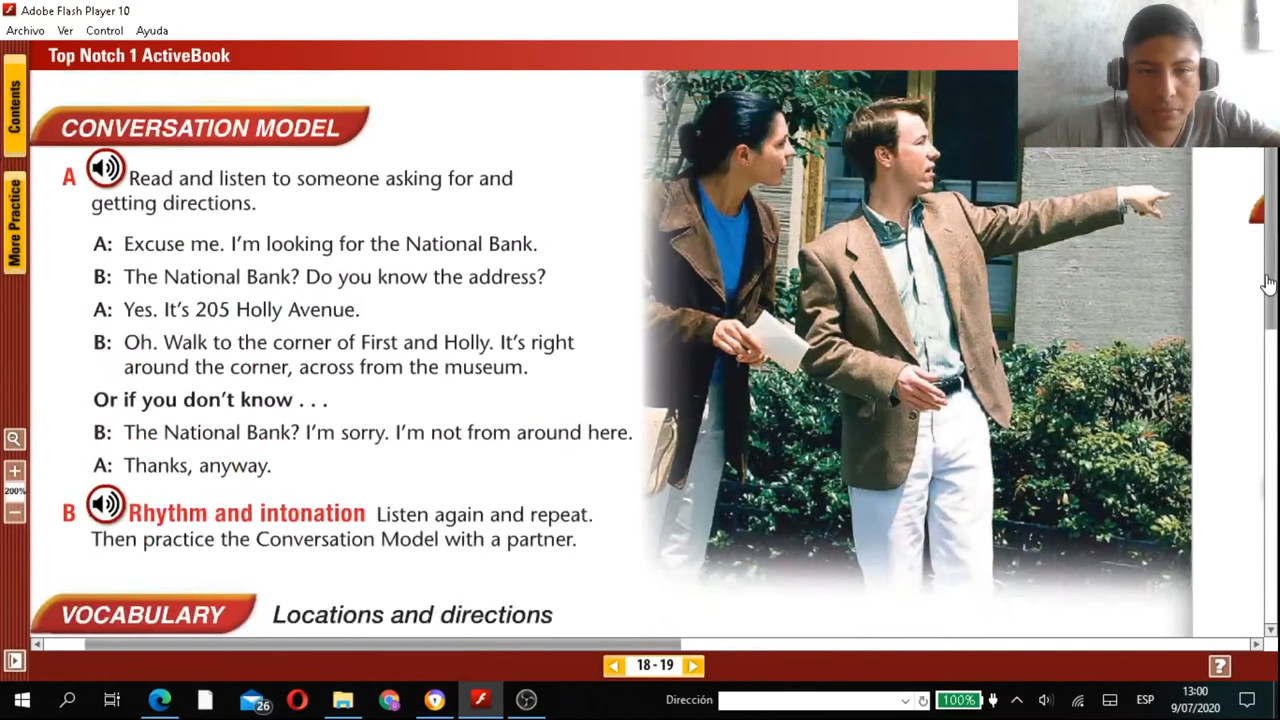 Adobe Flash Player 10
Archivo Ver Control Ayuda
Top Notch 1 ActiveBook
Contents
More Practice
CONVERSATION MODEL
A Read and listen to someone asking for and
getting directions.
A: Excuse me. I'm looking for the National Bank.
B: The National Bank? Do you know the address?
A: Yes. It's 205 Holly Avenue.
B: Oh. Walk to the corner of First and Holly. It's right
around the corner, across from the museum.
Or if you don't know . . .
B: The National Bank? I'm sorry. I'm not from around here.
A: Thanks, anyway.
B Rhythm and intonation Listen again and repeat.
Then practice the Conversation Model with a partner.
VOCABULARY Locations and directions
200%
18 - 19
?
26
Dirección
100%
ESP
13:00
9/07/2020